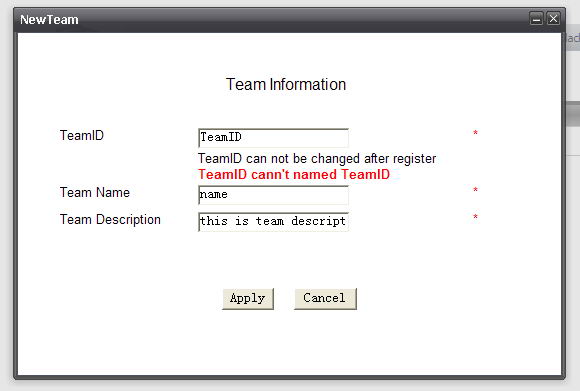 NewTeam
Team Information
TeamID
TeamID
*
TeamID can not be changed after register
TeamID cann't named TeamID
Team Name
name
*
Team Description
this is team descript
*
Apply
Cancel